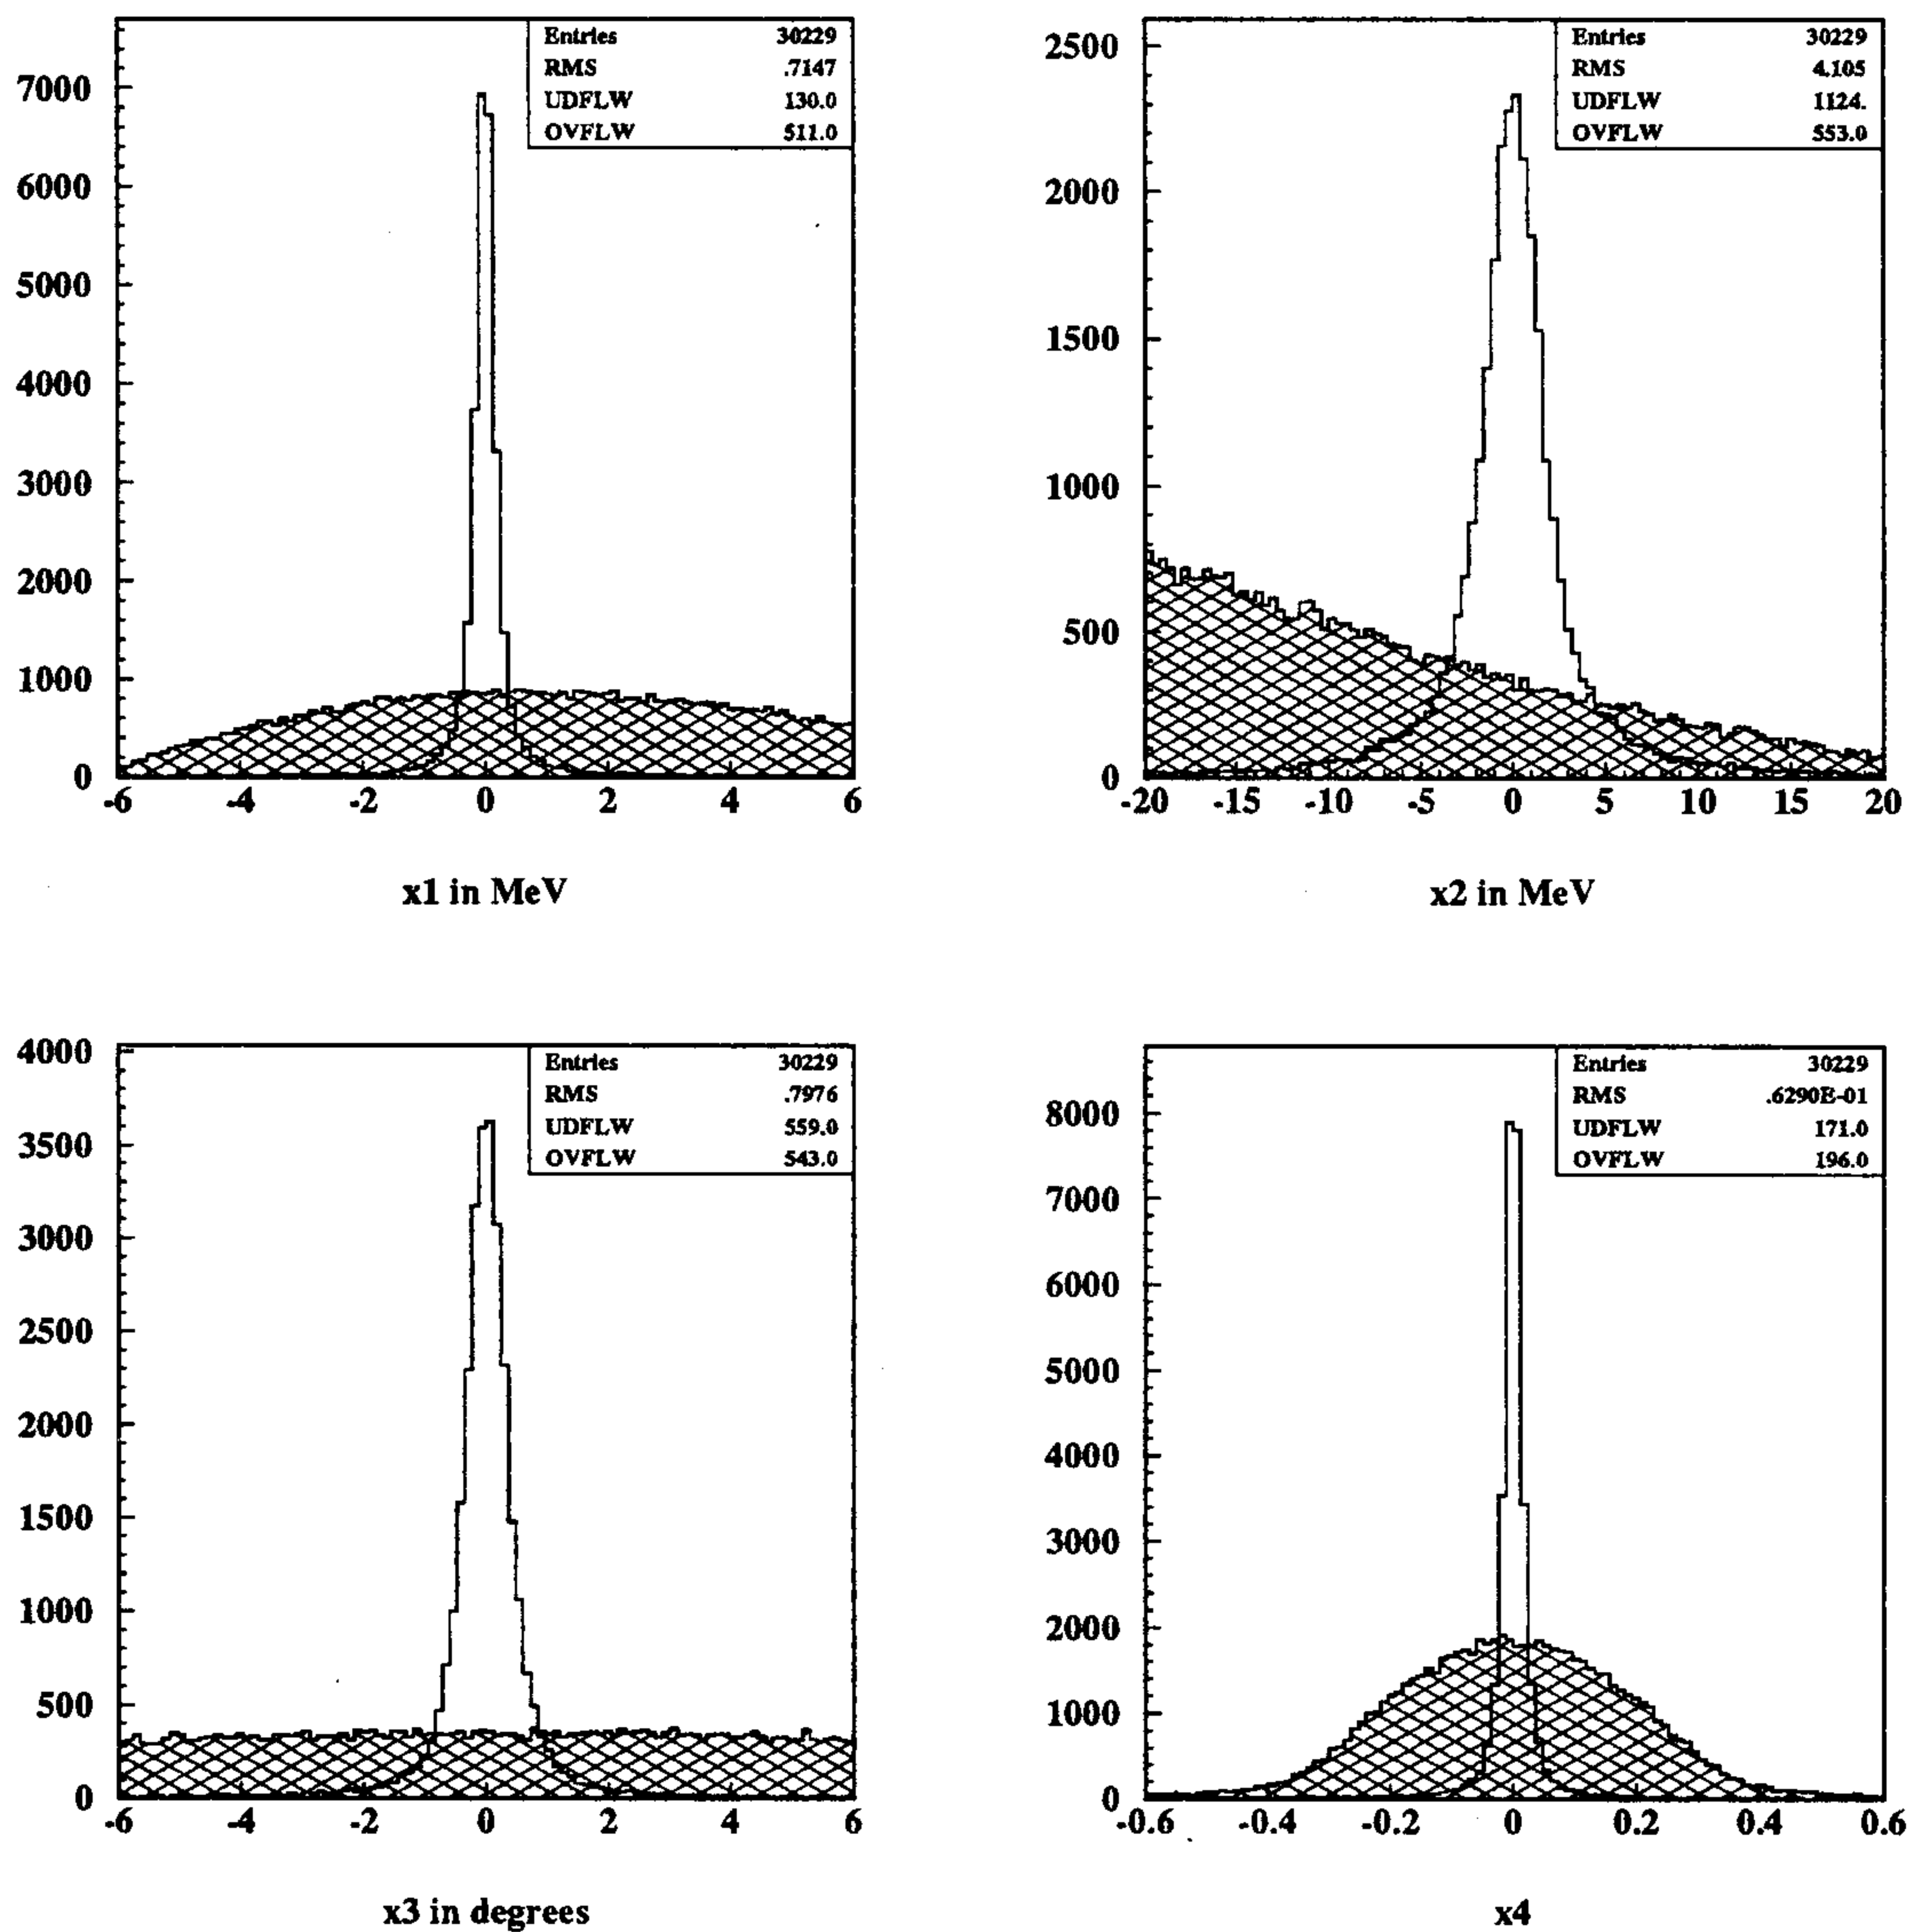 Entries 30229
RMS .7147
UDFLW 130.0
OVFLW 511.0
7000
6000
5000
4000
3000
2000
1000
0
-6 -4 -2 0 2 4 6
x1 in MeV
Entries 30229
RMS 4.105
UDFLW 1124.
OVFLW 553.0
2500
2000
1500
1000
500
0
-20 -15 -10 -5 0 5 10 15 20
x2 in MeV
Entries 30229
RMS .7976
UDFLW 559.0
OVFLW 543.0
4000
3500
3000
2500
2000
1500
1000
500
0
-6 -4 -2 0 2 4 6
x3 in degrees
Entries 30229
RMS .6290E-01
UDFLW 171.0
OVFLW 196.0
8000
7000
6000
5000
4000
3000
2000
1000
0
-0.6 -0.4 -0.2 0 0.2 0.4 0.6
x4